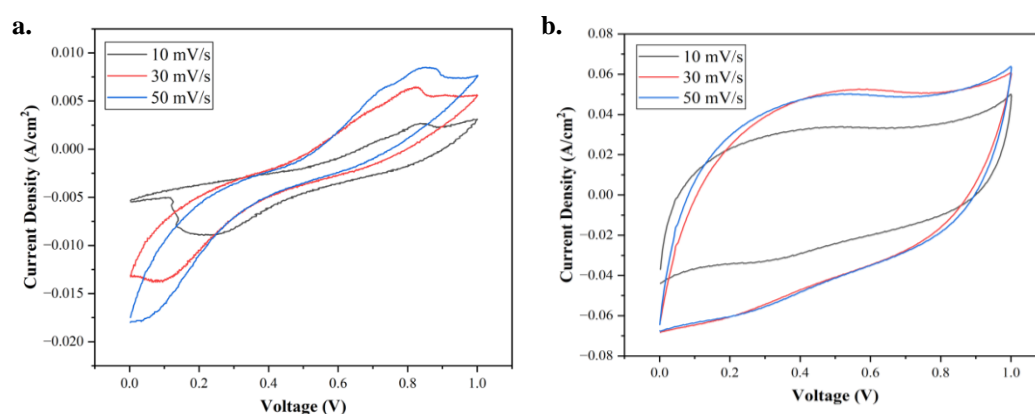 a.
10 mV/s
30 mV/s
50 mV/s
0.010
0.005
0.000
−0.005
−0.010
−0.015
−0.020
Current Density (A/cm²)
0.0 0.2 0.4 0.6 0.8 1.0
Voltage (V)
b.
10 mV/s
30 mV/s
50 mV/s
0.08
0.06
0.04
0.02
0.00
−0.02
−0.04
−0.06
−0.08
Current Density (A/cm²)
0.0 0.2 0.4 0.6 0.8 1.0
Voltage (V)